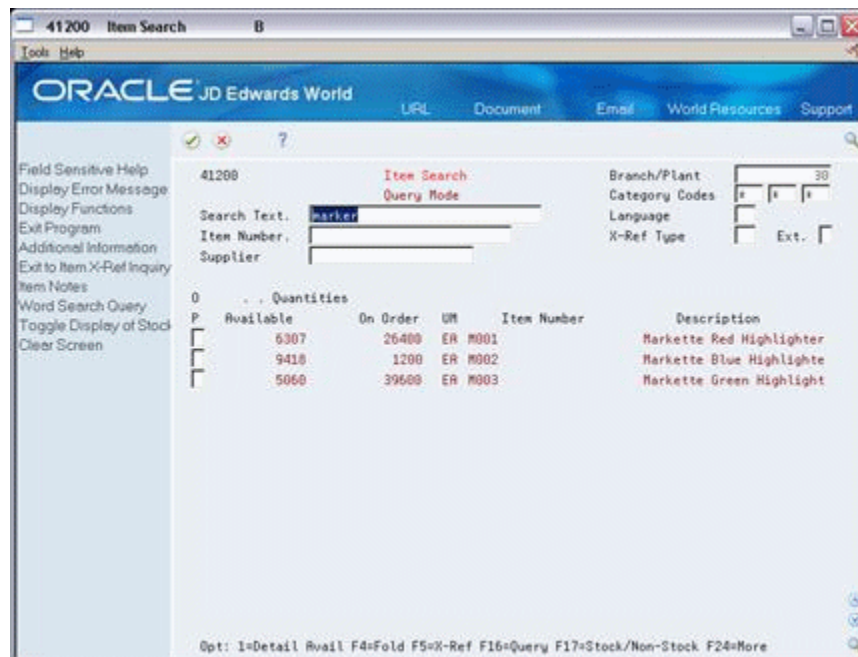 41200 Item Search B
Tools Help
ORACLE JD Edwards World
URL Document Email World Resources Support
?
Field Sensitive Help
Display Error Message
Display Functions
Exit Program
Additional Information
Exit to Item X-Ref Inquiry
Item Notes
Word Search Query
Toggle Display of Stock
Clear Screen
41200 Item Search Branch/Plant 30
Query Mode Category Codes * * *
Search Text. marker Language
Item Number. X-Ref Type Ext.
Supplier
O . . Quantities
P Available On Order UM Item Number Description
6307 26400 EA M001 Markette Red Highlighter
9418 1200 EA M002 Markette Blue Highlighte
5060 39600 EA M003 Markette Green Highlight
Opt: 1=Detail Avail F4=Fold F5=X-Ref F16=Query F17=Stock/Non-Stock F24=More